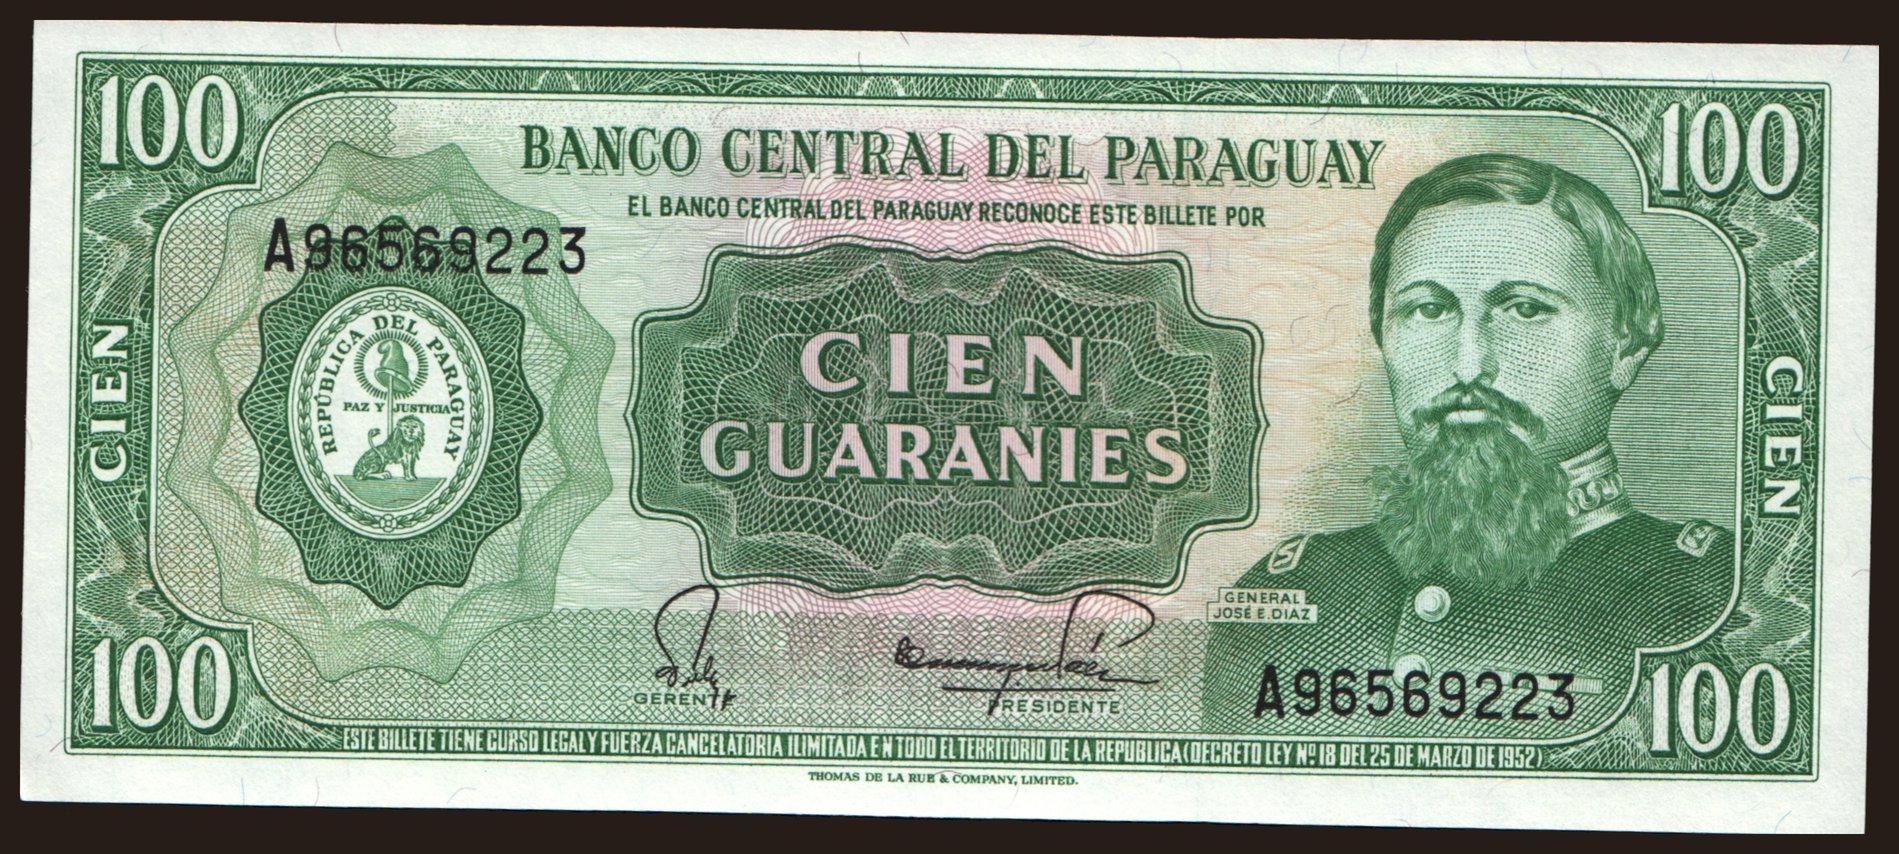 100
100
BANCO CENTRAL DEL PARAGUAY
EL BANCO CENTRAL DEL PARAGUAY RECONOCE ESTE BILLETE POR
A96569223
REPÚBLICA DEL PARAGUAY
PAZ Y JUSTICIA
CIEN
CIEN
GUARANIES
CIEN
GENERAL
JOSÉ E. DIAZ
GERENTE
PRESIDENTE
A96569223
100
100
ESTE BILLETE TIENE CURSO LEGAL Y FUERZA CANCELATORIA ILIMITADA EN TODO EL TERRITORIO DE LA REPUBLICA (DECRETO LEY Nº 18 DEL 25 DE MARZO DE 1952)
THOMAS DE LA RUE & COMPANY, LIMITED.